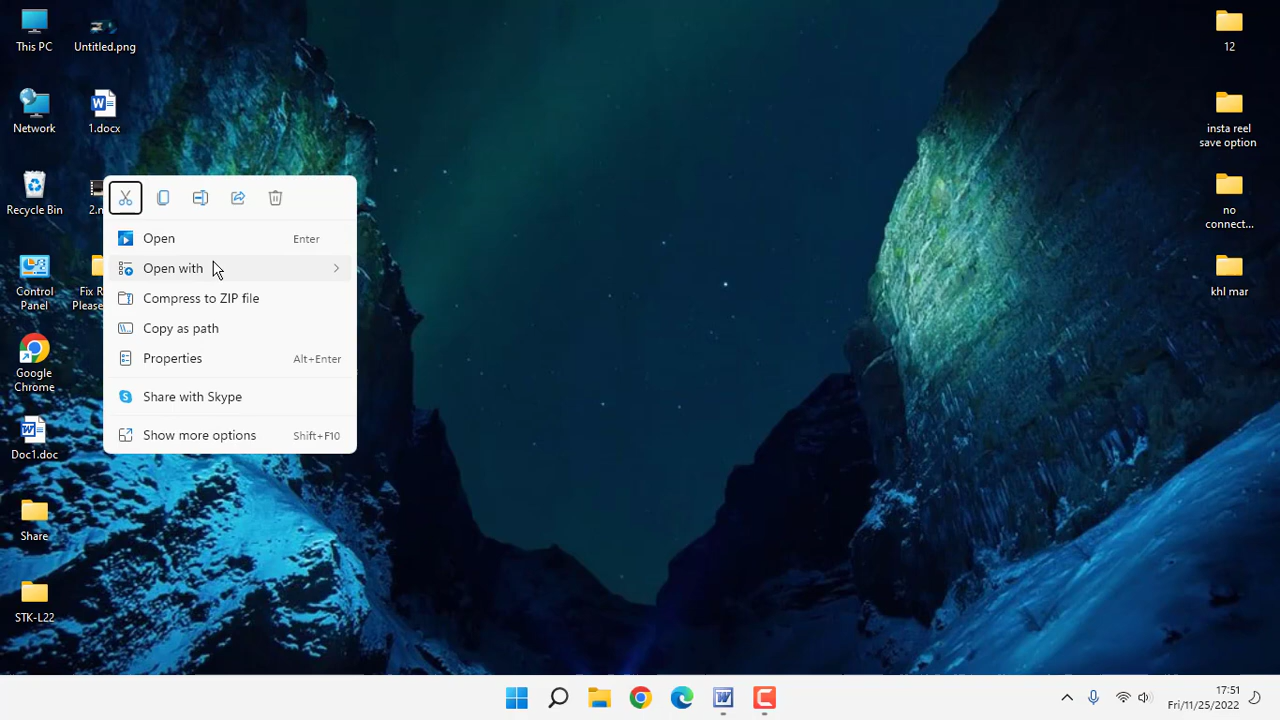 This PC
Untitled.png
Network
1.docx
Recycle Bin
Control
Panel
Google
Chrome
Doc1.doc
Share
STK-L22
Open
Enter
Open with
Compress to ZIP file
Copy as path
Properties
Alt+Enter
Share with Skype
Show more options
Shift+F10
12
insta reel
save option
no
connect...
khl mar
17:51
Fri/11/25/2022